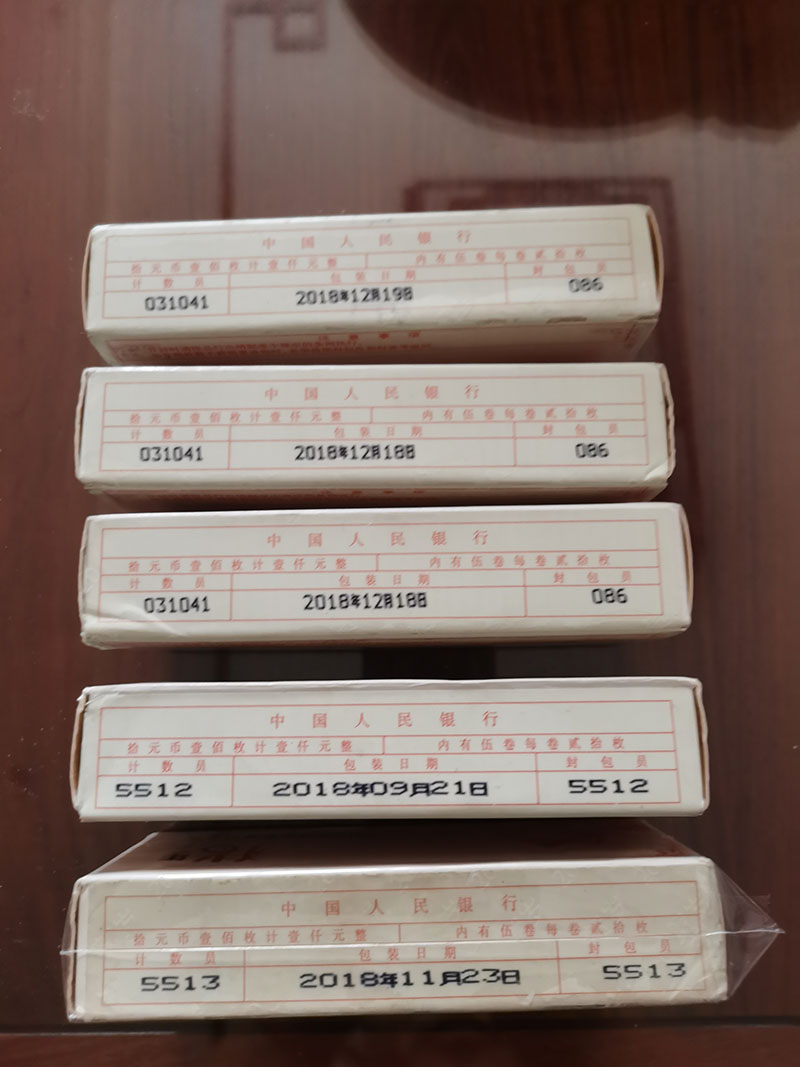 中国人民银行
拾元币壹佰枚计壹仟元整 内有伍卷每卷贰拾枚
计数员 包装日期 封包员
031041 2018年12月19日 086
注意事项
中国人民银行
拾元币壹佰枚计壹仟元整 内有伍卷每卷贰拾枚
计数员 包装日期 封包员
031041 2018年12月18日 086
中国人民银行
拾元币壹佰枚计壹仟元整 内有伍卷每卷贰拾枚
计数员 包装日期 封包员
031041 2018年12月18日 086
中国人民银行
拾元币壹佰枚计壹仟元整 内有伍卷每卷贰拾枚
计数员 包装日期 封包员
5512 2018年09月21日 5512
中国人民银行
拾元币壹佰枚计壹仟元整 内有伍卷每卷贰拾枚
计数员 包装日期 封包员
5513 2018年11月23日 5513